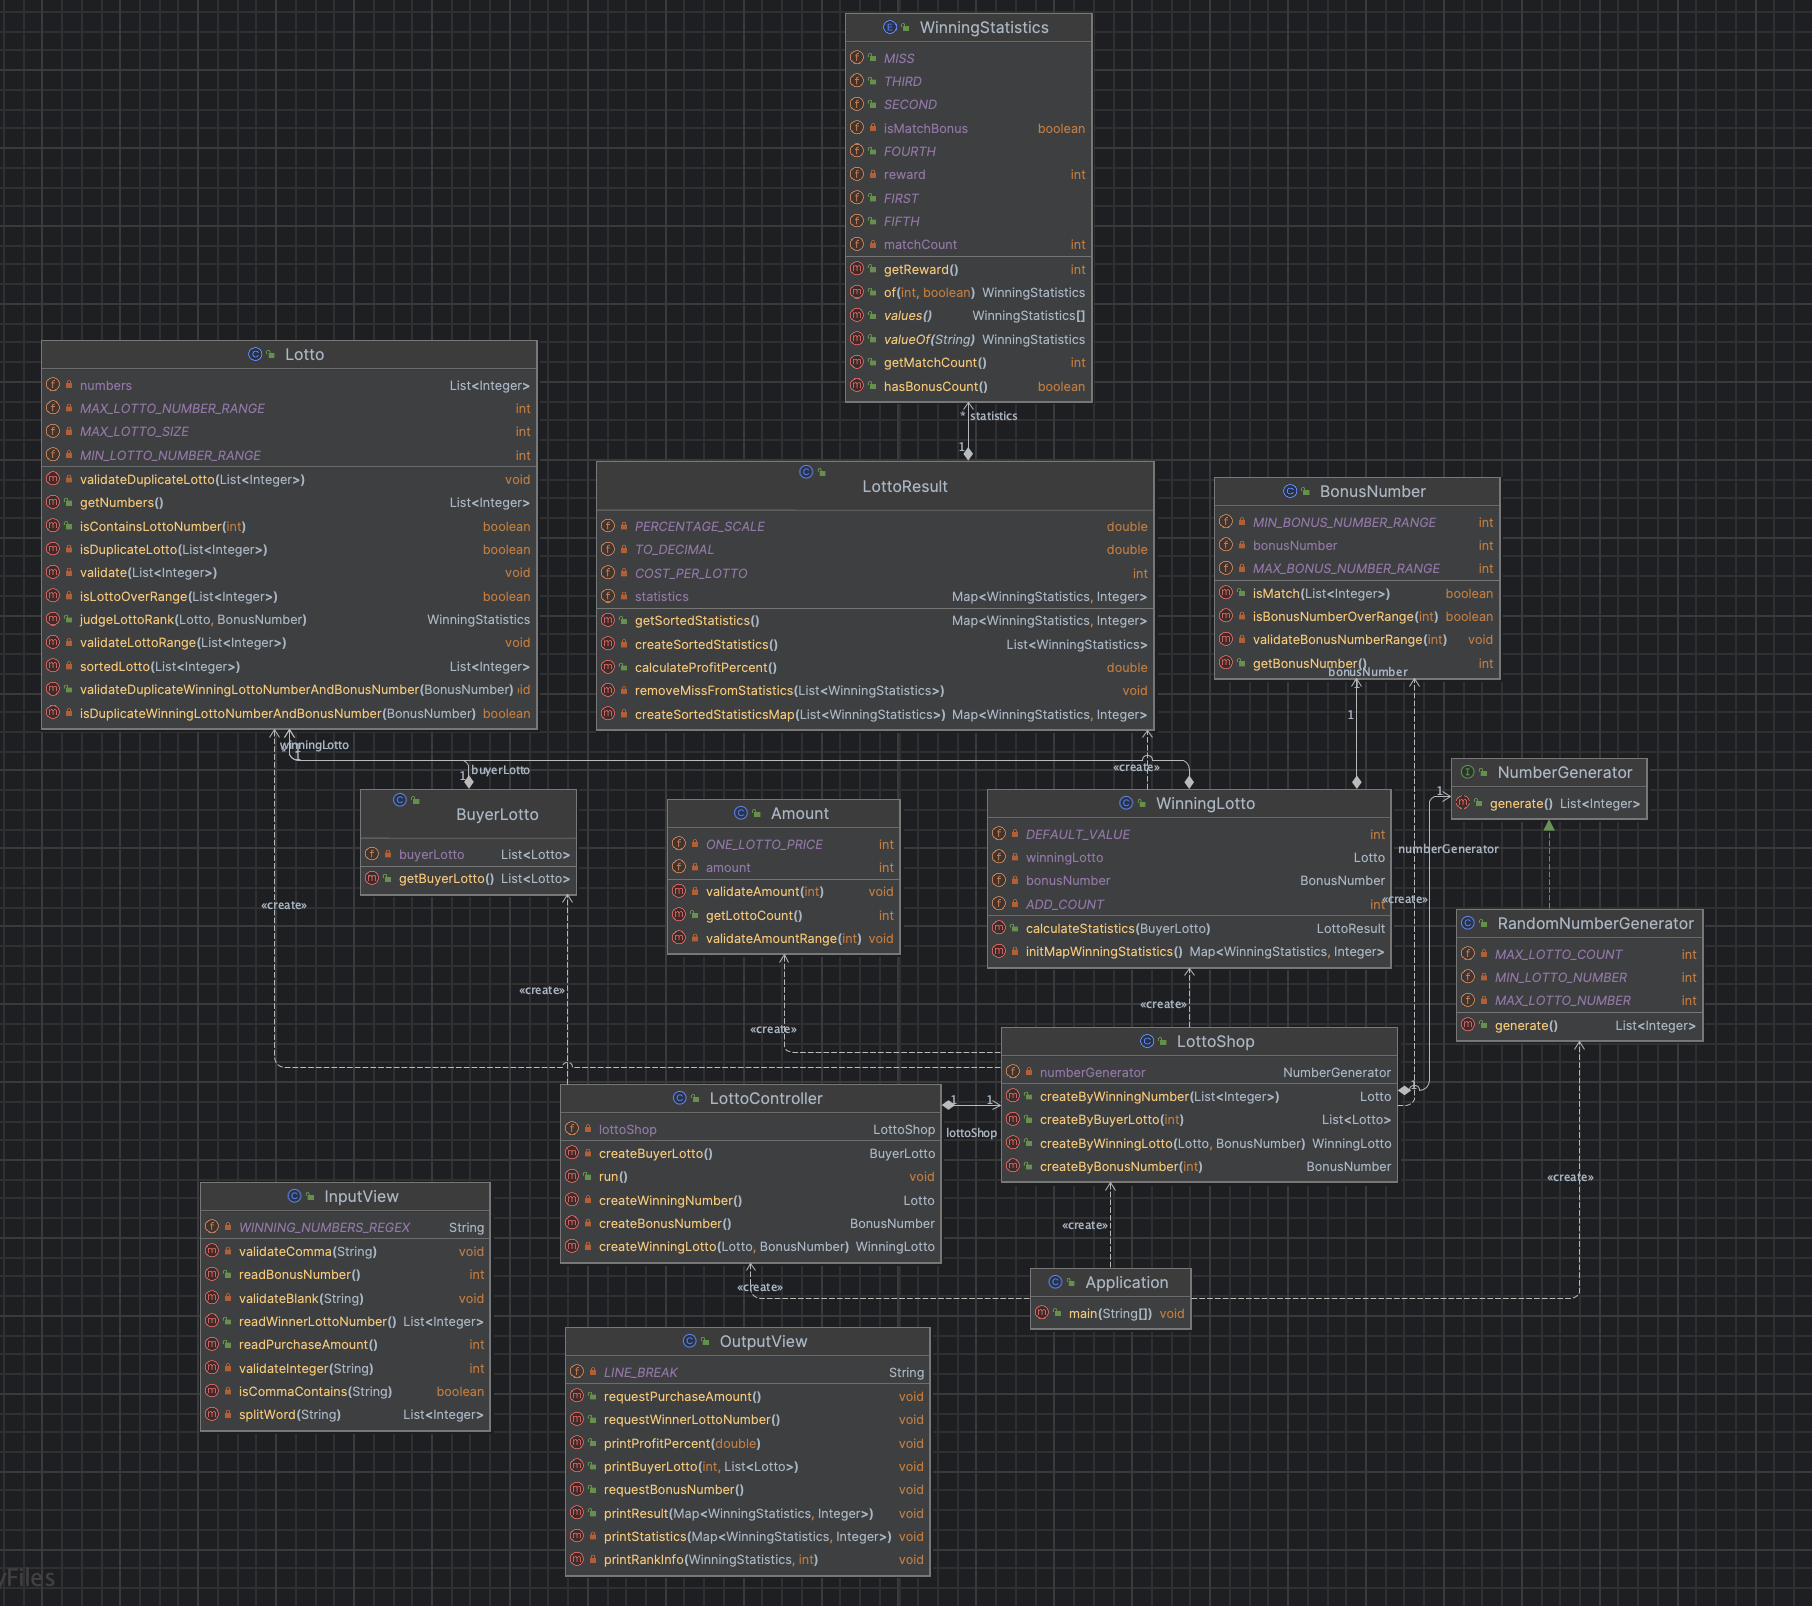 WinningStatistics
MISS
THIRD
SECOND
isMatchBonus boolean
FOURTH
reward int
FIRST
FIFTH
matchCount int
getReward() int
of(int, boolean) WinningStatistics
values() WinningStatistics[]
valueOf(String) WinningStatistics
getMatchCount() int
hasBonusCount() boolean
* statistics
1
Lotto
numbers List<Integer>
MAX_LOTTO_NUMBER_RANGE int
MAX_LOTTO_SIZE int
MIN_LOTTO_NUMBER_RANGE int
validateDuplicateLotto(List<Integer>) void
getNumbers() List<Integer>
isContainsLottoNumber(int) boolean
isDuplicateLotto(List<Integer>) boolean
validate(List<Integer>) void
isLottoOverRange(List<Integer>) boolean
judgeLottoRank(Lotto, BonusNumber) WinningStatistics
validateLottoRange(List<Integer>) void
sortedLotto(List<Integer>) List<Integer>
validateDuplicateWinningLottoNumberAndBonusNumber(BonusNumber) id
isDuplicateWinningLottoNumberAndBonusNumber(BonusNumber) boolean
LottoResult
PERCENTAGE_SCALE double
TO_DECIMAL double
COST_PER_LOTTO int
statistics Map<WinningStatistics, Integer>
getSortedStatistics() Map<WinningStatistics, Integer>
createSortedStatistics() List<WinningStatistics>
calculateProfitPercent() double
removeMissFromStatistics(List<WinningStatistics>) void
createSortedStatisticsMap(List<WinningStatistics>) Map<WinningStatistics, Integer>
BonusNumber
MIN_BONUS_NUMBER_RANGE int
bonusNumber int
MAX_BONUS_NUMBER_RANGE int
isMatch(List<Integer>) boolean
isBonusNumberOverRange(int) boolean
validateBonusNumberRange(int) void
getBonusNumber() int
bonusNumber
1
1
winningLotto
1
1 buyerLotto
«create»
BuyerLotto
buyerLotto List<Lotto>
getBuyerLotto() List<Lotto>
Amount
ONE_LOTTO_PRICE int
amount int
validateAmount(int) void
getLottoCount() int
validateAmountRange(int) void
WinningLotto
DEFAULT_VALUE int
winningLotto Lotto
bonusNumber BonusNumber
ADD_COUNT int
calculateStatistics(BuyerLotto) LottoResult
initMapWinningStatistics() Map<WinningStatistics, Integer>
NumberGenerator
generate() List<Integer>
1
numberGenerator
«create»
«create»
RandomNumberGenerator
MAX_LOTTO_COUNT int
MIN_LOTTO_NUMBER int
MAX_LOTTO_NUMBER int
generate() List<Integer>
«create»
«create»
«create»
LottoShop
numberGenerator NumberGenerator
createByWinningNumber(List<Integer>) Lotto
createByBuyerLotto(int) List<Lotto>
createByWinningLotto(Lotto, BonusNumber) WinningLotto
createByBonusNumber(int) BonusNumber
1
LottoController
lottoShop LottoShop
createBuyerLotto() BuyerLotto
run() void
createWinningNumber() Lotto
createBonusNumber() BonusNumber
createWinningLotto(Lotto, BonusNumber) WinningLotto
1 1
lottoShop
«create»
«create»
«create»
InputView
WINNING_NUMBERS_REGEX String
validateComma(String) void
readBonusNumber() int
validateBlank(String) void
readWinnerLottoNumber() List<Integer>
readPurchaseAmount() int
validateInteger(String) int
isCommaContains(String) boolean
splitWord(String) List<Integer>
Application
main(String[]) void
OutputView
LINE_BREAK String
requestPurchaseAmount() void
requestWinnerLottoNumber() void
printProfitPercent(double) void
printBuyerLotto(int, List<Lotto>) void
requestBonusNumber() void
printResult(Map<WinningStatistics, Integer>) void
printStatistics(Map<WinningStatistics, Integer>) void
printRankInfo(WinningStatistics, int) void
yFiles